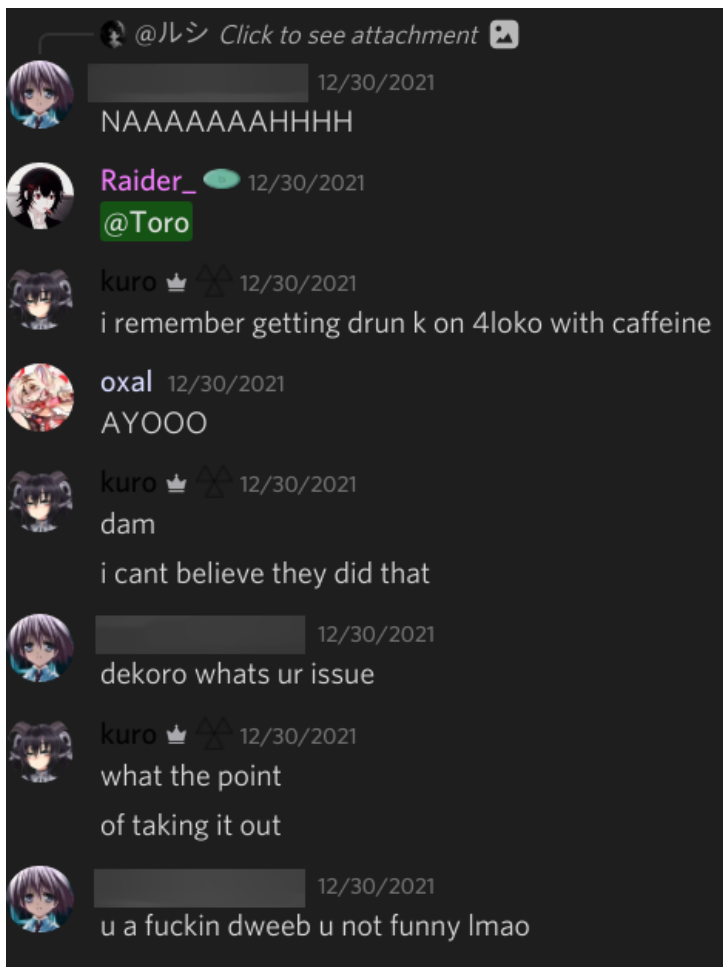 @ルシ Click to see attachment
12/30/2021
NAAAAAAAHHHH
Raider_ 12/30/2021
@Toro
kuro 12/30/2021
i remember getting drun k on 4loko with caffeine
oxal 12/30/2021
AYOOO
kuro 12/30/2021
dam
i cant believe they did that
12/30/2021
dekoro whats ur issue
kuro 12/30/2021
what the point
of taking it out
12/30/2021
u a fuckin dweeb u not funny lmao